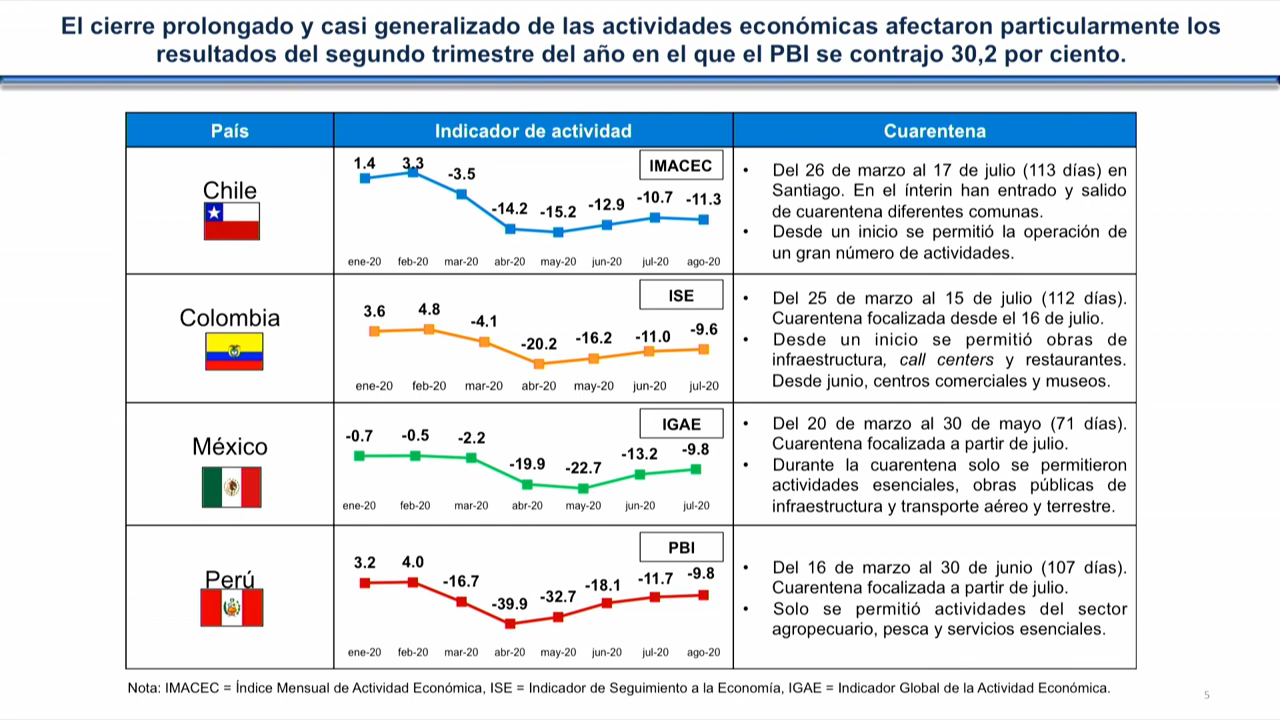 El cierre prolongado y casi generalizado de las actividades económicas afectaron particularmente los
resultados del segundo trimestre del año en el que el PBI se contrajo 30,2 por ciento.
País
Indicador de actividad
Cuarentena
Chile
IMACEC
1.4 3.3 -3.5 -14.2 -15.2 -12.9 -10.7 -11.3
ene-20 feb-20 mar-20 abr-20 may-20 jun-20 jul-20 ago-20
• Del 26 de marzo al 17 de julio (113 días) en
Santiago. En el ínterin han entrado y salido
de cuarentena diferentes comunas.
• Desde un inicio se permitió la operación de
un gran número de actividades.
Colombia
ISE
3.6 4.8 -4.1 -20.2 -16.2 -11.0 -9.6
ene-20 feb-20 mar-20 abr-20 may-20 jun-20 jul-20
• Del 25 de marzo al 15 de julio (112 días).
Cuarentena focalizada desde el 16 de julio.
• Desde un inicio se permitió obras de
infraestructura, call centers y restaurantes.
Desde junio, centros comerciales y museos.
México
IGAE
-0.7 -0.5 -2.2 -19.9 -22.7 -13.2 -9.8
ene-20 feb-20 mar-20 abr-20 may-20 jun-20 jul-20
• Del 20 de marzo al 30 de mayo (71 días).
Cuarentena focalizada a partir de julio.
• Durante la cuarentena solo se permitieron
actividades esenciales, obras públicas de
infraestructura y transporte aéreo y terrestre.
Perú
PBI
3.2 4.0 -16.7 -39.9 -32.7 -18.1 -11.7 -9.8
ene-20 feb-20 mar-20 abr-20 may-20 jun-20 jul-20 ago-20
• Del 16 de marzo al 30 de junio (107 días).
Cuarentena focalizada a partir de julio.
• Solo se permitió actividades del sector
agropecuario, pesca y servicios esenciales.
Nota: IMACEC = Índice Mensual de Actividad Económica, ISE = Indicador de Seguimiento a la Economía, IGAE = Indicador Global de la Actividad Económica.
5